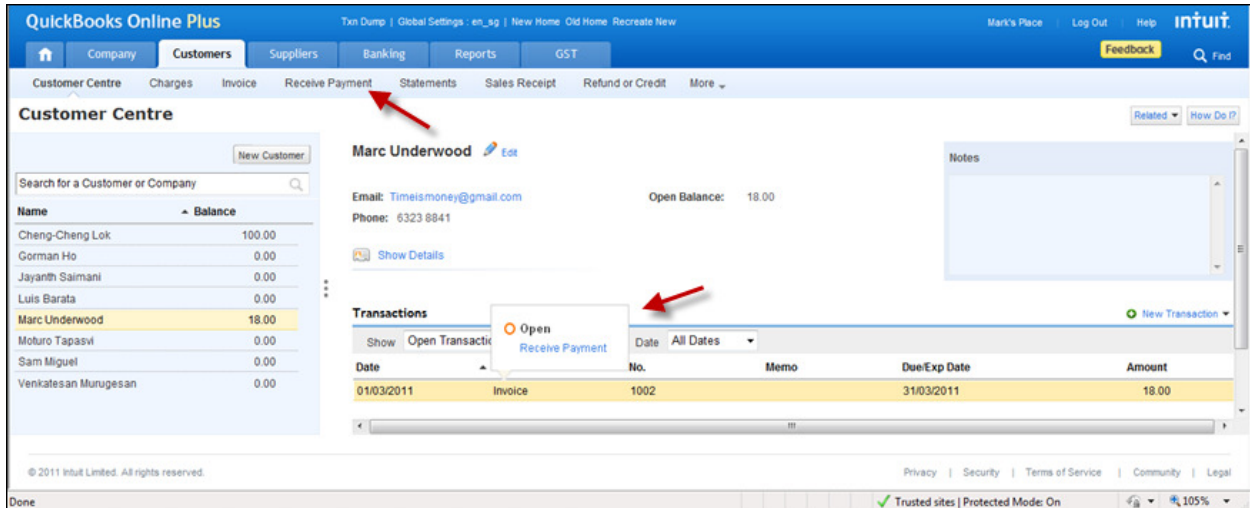 QuickBooks Online Plus Txn Dump | Global Settings : en_sg | New Home Old Home Recreate New Mark's Place Log Out Help intuit.
Company Customers Suppliers Banking Reports GST Feedback Find
Customer Centre Charges Invoice Receive Payment Statements Sales Receipt Refund or Credit More
Customer Centre Related How Do I?
New Customer
Search for a Customer or Company
Name Balance
Cheng-Cheng Lok 100.00
Gorman Ho 0.00
Jayanth Saimani 0.00
Luis Barata 0.00
Marc Underwood 18.00
Moturo Tapasvi 0.00
Sam Miguel 0.00
Venkatesan Murugesan 0.00
Marc Underwood Edit
Email: Timeismoney@gmail.com Open Balance: 18.00
Phone: 6323 8841
Show Details
Notes
Transactions New Transaction
Show Open Transactio Date All Dates
Open
Receive Payment
Date No. Memo Due/Exp Date Amount
01/03/2011 Invoice 1002 31/03/2011 18.00
© 2011 Intuit Limited. All rights reserved. Privacy | Security | Terms of Service | Community | Legal
Done Trusted sites | Protected Mode: On 105%